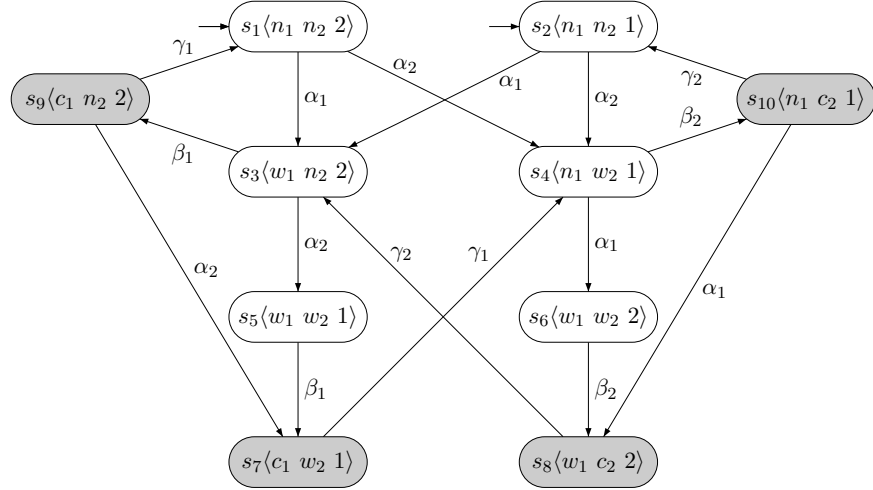 s₁⟨n₁ n₂ 2⟩ s₂⟨n₁ n₂ 1⟩
γ₁ α₂ α₁ γ₂
s₉⟨c₁ n₂ 2⟩ α₁ α₂ s₁₀⟨n₁ c₂ 1⟩
β₁ β₂
s₃⟨w₁ n₂ 2⟩ s₄⟨n₁ w₂ 1⟩
α₂ α₂ γ₂ γ₁ α₁ α₁
s₅⟨w₁ w₂ 1⟩ s₆⟨w₁ w₂ 2⟩
β₁ β₂
s₇⟨c₁ w₂ 1⟩ s₈⟨w₁ c₂ 2⟩